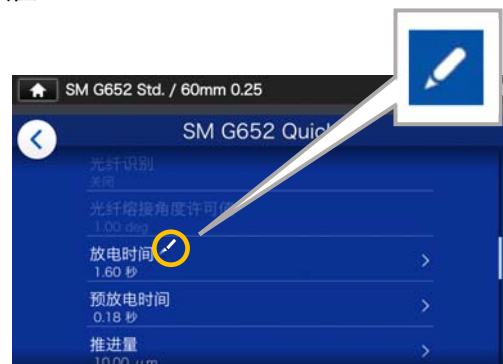 SM G652 Std. / 60mm 0.25
SM G652 Quick
光纤识别
关闭
光纤熔接角度许可值
1.00 deg
放电时间
1.60 秒
预放电时间
0.18 秒
推进量
10.00 μm